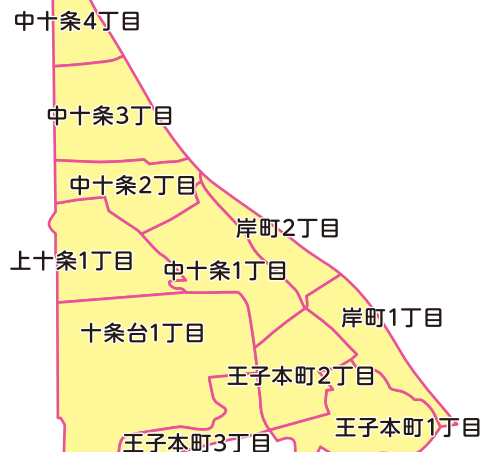 中十条4丁目
中十条3丁目
中十条2丁目
岸町2丁目
上十条1丁目
中十条1丁目
岸町1丁目
十条台1丁目
王子本町2丁目
王子本町1丁目
王子本町3丁目